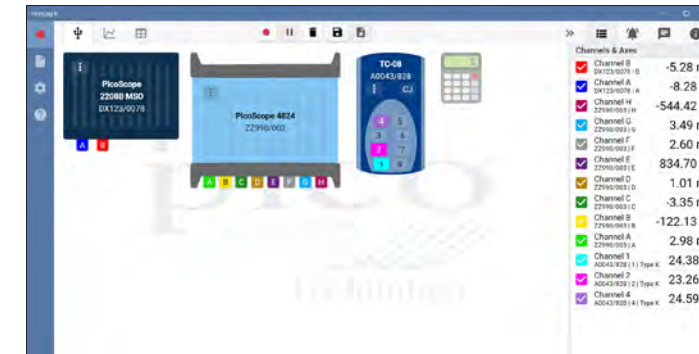 PicoScope
2208B MSO
DX123/0078
A
B
PicoScope 4824
ZZ990/003
A B C D E F G H
TC-08
A0043/828
CJ
4 5
3 6
2 7
1 8
pico
Technology
Channels & Axes
Channel B
DX123/0078 | B
-5.28
Channel A
DX123/0078 | A
-8.28
Channel H
ZZ990/003 | H
-544.42
Channel G
ZZ990/003 | G
3.49
Channel F
ZZ990/003 | F
2.60
Channel E
ZZ990/003 | E
834.70
Channel D
ZZ990/003 | D
1.01
Channel C
ZZ990/003 | C
-3.35
Channel B
ZZ990/003 | B
-122.13
Channel A
ZZ990/003 | A
2.98
Channel 1
A0043/828 | 1 | Type K
24.38
Channel 2
A0043/828 | 2 | Type K
23.26
Channel 4
A0043/828 | 4 | Type K
24.59